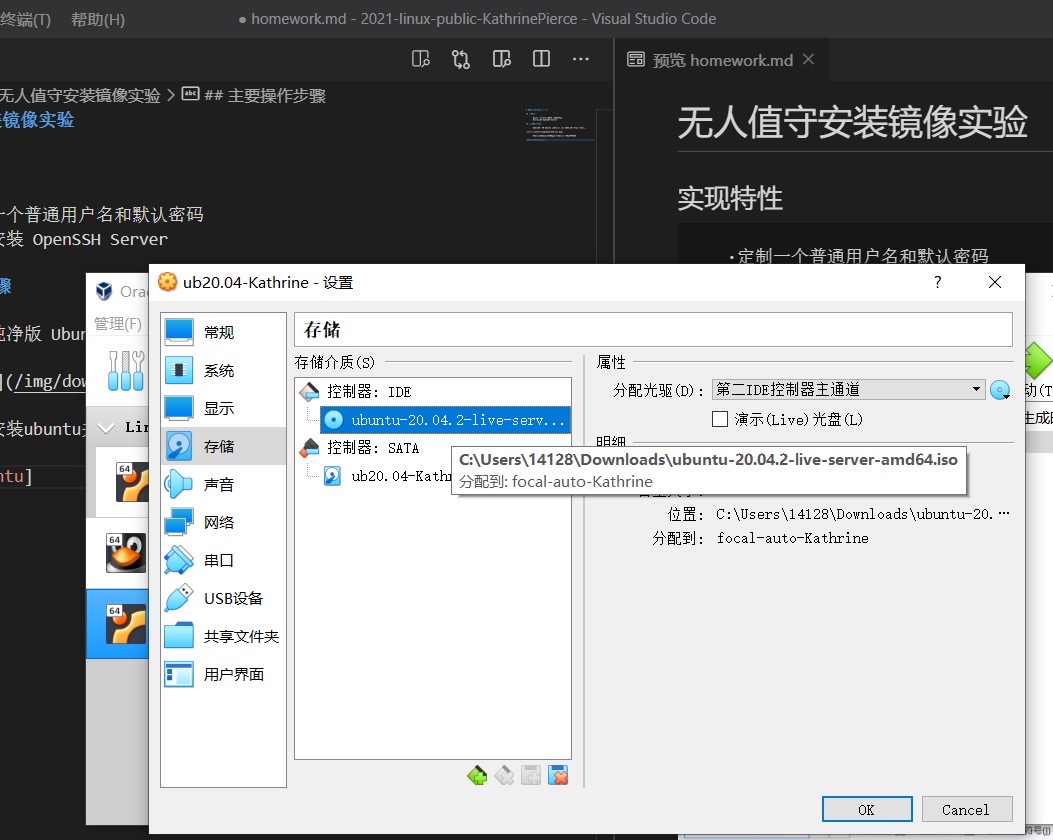 终端(T) 帮助(H) ● homework.md - 2021-linux-public-KathrinePierce - Visual Studio Code
预览 homework.md
无人值守安装镜像实验 > ## 主要操作步骤
镜像实验
无人值守安装镜像实验
实现特性
一个普通用户名和默认密码
安装 OpenSSH Server
·定制一个普通用户名和默认密码
骤
纯净版 Ubun
](/img/dow
安装ubuntu
ntu]
Orac
管理(F)
Lin
64
64
64
ub20.04-Kathrine - 设置
? ×
常规
系统
显示
存储
声音
网络
串口
USB设备
共享文件夹
用户界面
存储
存储介质(S)
控制器: IDE
ubuntu-20.04.2-live-serv...
控制器: SATA
ub20.04-Kathr
属性
分配光驱(D): 第二IDE控制器主通道
演示(Live)光盘(L)
明细
C:\Users\14128\Downloads\ubuntu-20.04.2-live-server-amd64.iso
分配到: focal-auto-Kathrine
位置: C:\Users\14128\Downloads\ubuntu-20. ...
分配到: focal-auto-Kathrine
动(T
生成
OK
Cancel